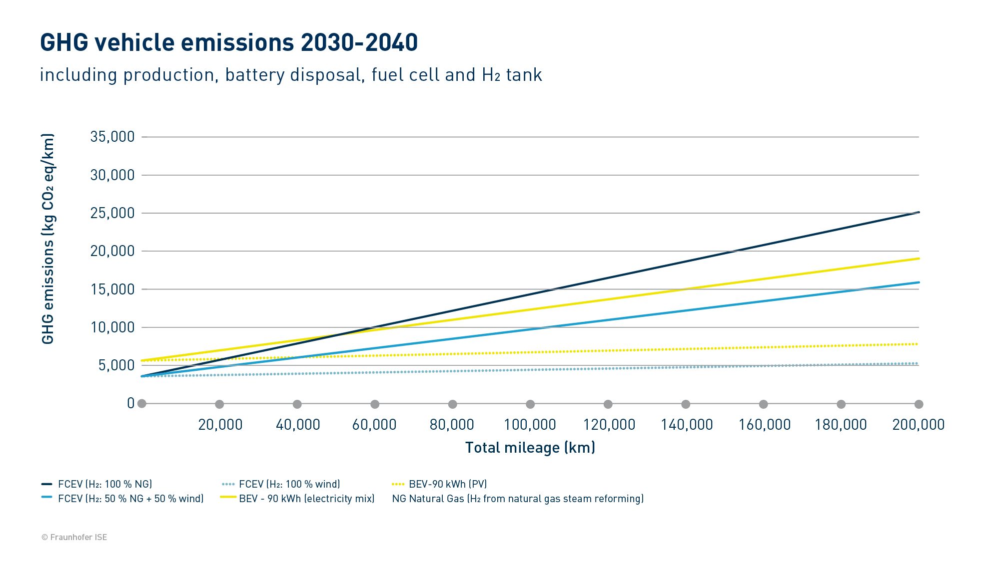 GHG vehicle emissions 2030-2040
including production, battery disposal, fuel cell and H₂ tank
GHG emissions (kg CO₂ eq/km)
35,000
30,000
25,000
20,000
15,000
10,000
5,000
0
20,000 40,000 60,000 80,000 100,000 120,000 140,000 160,000 180,000 200,000
Total mileage (km)
FCEV (H₂: 100 % NG) FCEV (H₂: 100 % wind) BEV-90 kWh (PV)
FCEV (H₂: 50 % NG + 50 % wind) BEV - 90 kWh (electricity mix) NG Natural Gas (H₂ from natural gas steam reforming)
© Fraunhofer ISE